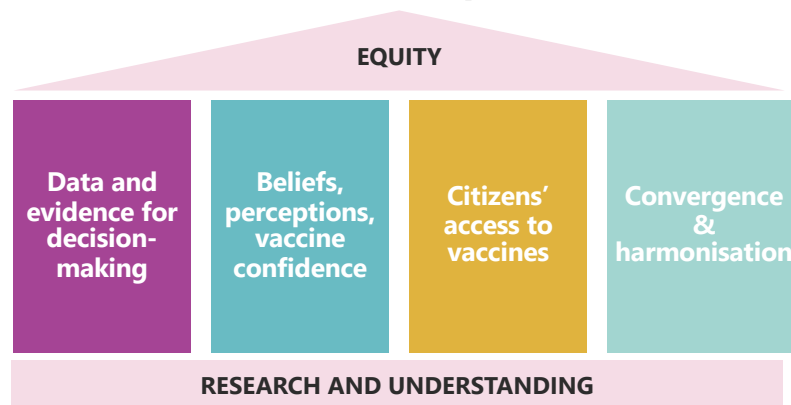 EQUITY
Data and
evidence for
decision-
making
Beliefs,
perceptions,
vaccine
confidence
Citizens’
access to
vaccines
Convergence
&
harmonisation
RESEARCH AND UNDERSTANDING